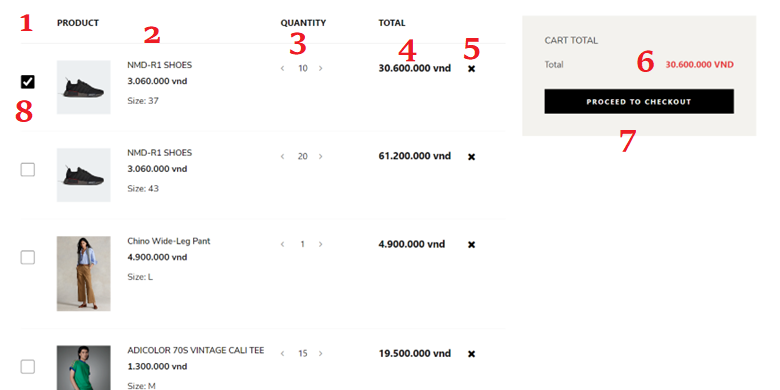 1 PRODUCT QUANTITY TOTAL
2 3 4 5
NMD-R1 SHOES
3.060.000 vnd
Size: 37
10
30.600.000 vnd
8
NMD-R1 SHOES
3.060.000 vnd
Size: 43
20
61.200.000 vnd
Chino Wide-Leg Pant
4.900.000 vnd
Size: L
1
4.900.000 vnd
ADICOLOR 70S VINTAGE CALI TEE
1.300.000 vnd
Size: M
15
19.500.000 vnd
CART TOTAL
Total 6 30.600.000 VND
PROCEED TO CHECKOUT
7